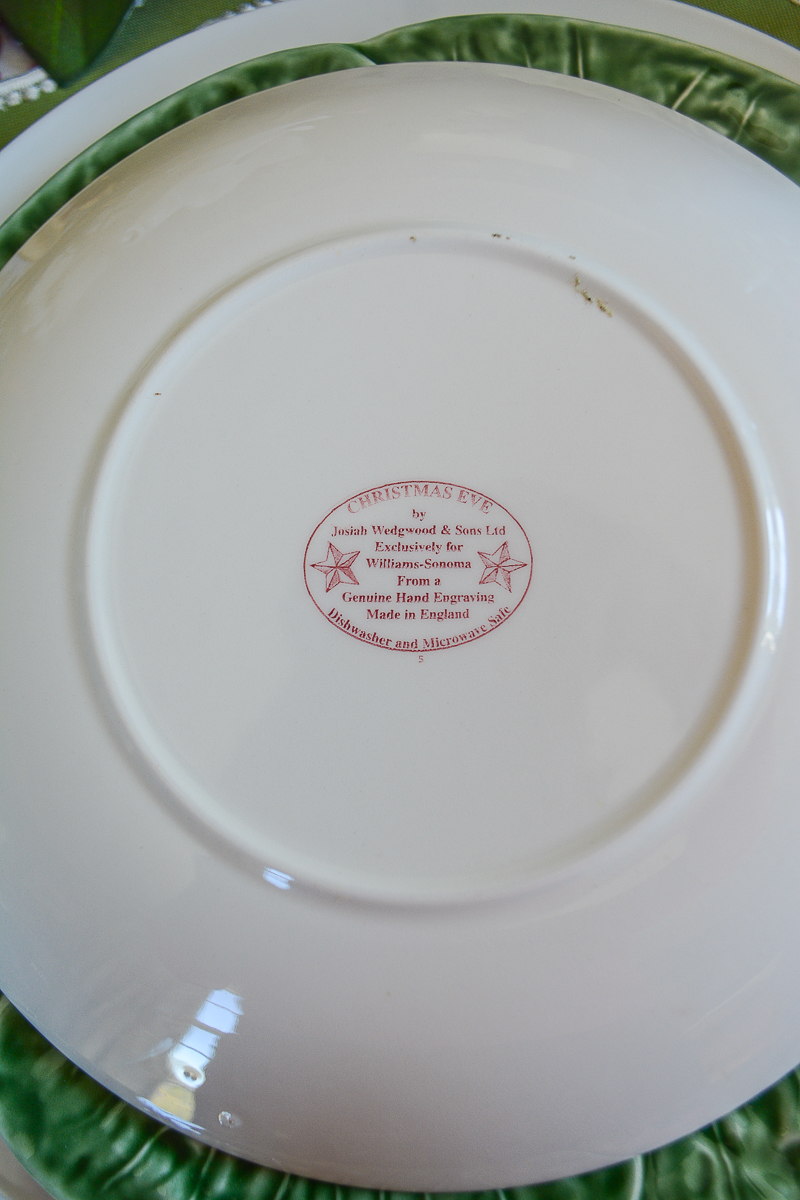 CHRISTMAS EVE
by
Josiah Wedgwood & Sons Ltd
Exclusively for
Williams-Sonoma
From a
Genuine Hand Engraving
Made in England
Dishwasher and Microwave Safe
5